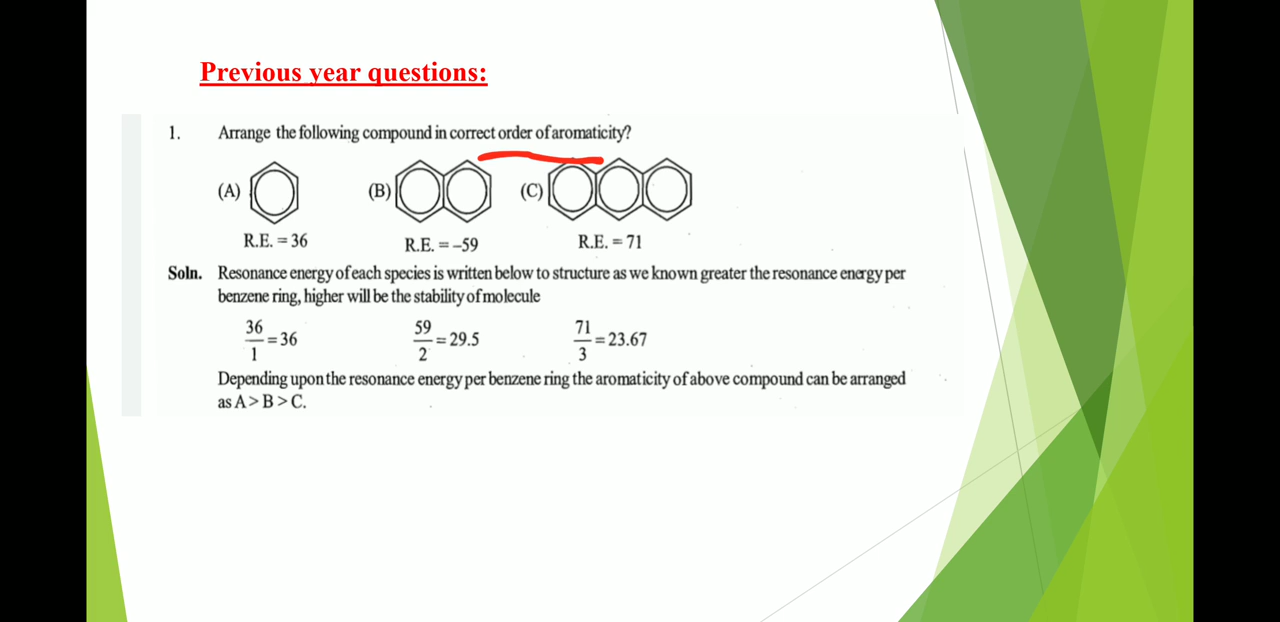 Previous year questions:
1. Arrange the following compound in correct order of aromaticity?
(A) (B) (C)
R.E. = 36 R.E. = –59 R.E. = 71
Soln. Resonance energy of each species is written below to structure as we known greater the resonance energy per
benzene ring, higher will be the stability of molecule
36/1 = 36 59/2 = 29.5 71/3 = 23.67
Depending upon the resonance energy per benzene ring the aromaticity of above compound can be arranged
as A > B > C.